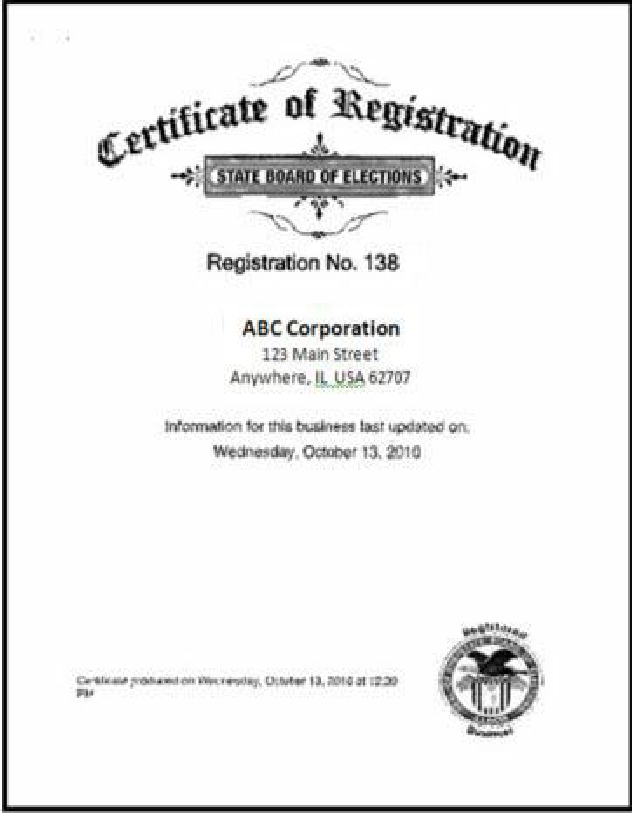 Certificate of Registration
STATE BOARD OF ELECTIONS
Registration No. 138
ABC Corporation
123 Main Street
Anywhere, IL USA 62707
Information for this business last updated on:
Wednesday, October 13, 2010
Certificate produced on Wednesday, October 13, 2010 at 12:30
PM
Registered
Business